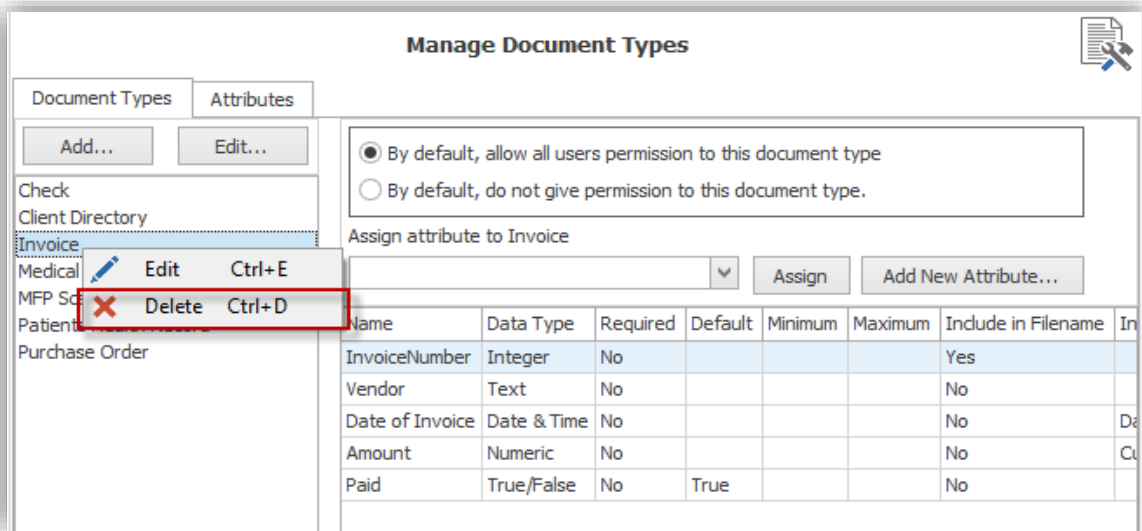 Manage Document Types
Document Types Attributes
Add... Edit...
By default, allow all users permission to this document type
By default, do not give permission to this document type.
Check
Client Directory
Invoice
Medical
MFP
Patient
Purchase Order
Edit Ctrl+E
Delete Ctrl+D
Assign attribute to Invoice
Assign Add New Attribute...
Name Data Type Required Default Minimum Maximum Include in Filename In
InvoiceNumber Integer No Yes
Vendor Text No No
Date of Invoice Date & Time No No Da
Amount Numeric No No Cu
Paid True/False No True No